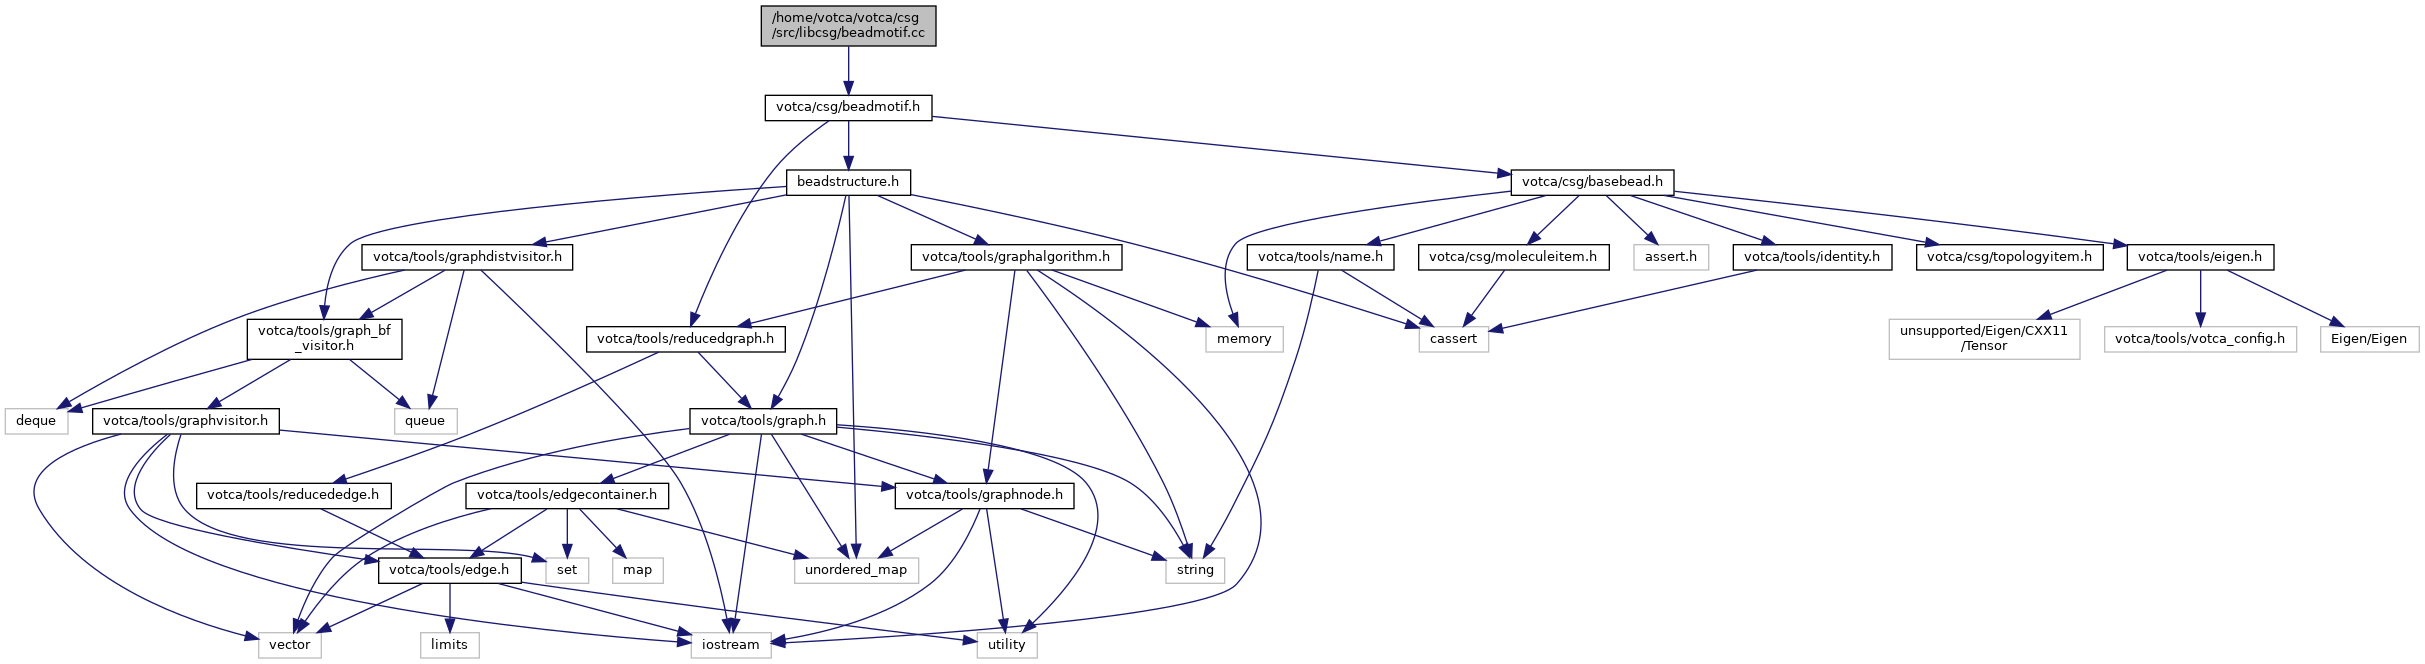 /home/votca/votca/csg
/src/libcsg/beadmotif.cc
votca/csg/beadmotif.h
beadstructure.h
votca/csg/basebead.h
votca/tools/graphdistvisitor.h
votca/tools/graphalgorithm.h
votca/tools/name.h
votca/csg/moleculeitem.h
assert.h
votca/tools/identity.h
votca/csg/topologyitem.h
votca/tools/eigen.h
votca/tools/graph_bf
_visitor.h
votca/tools/reducedgraph.h
memory
cassert
unsupported/Eigen/CXX11
/Tensor
votca/tools/votca_config.h
Eigen/Eigen
deque
votca/tools/graphvisitor.h
queue
votca/tools/graph.h
votca/tools/reducededge.h
votca/tools/edgecontainer.h
votca/tools/graphnode.h
votca/tools/edge.h
set
map
unordered_map
string
vector
limits
iostream
utility